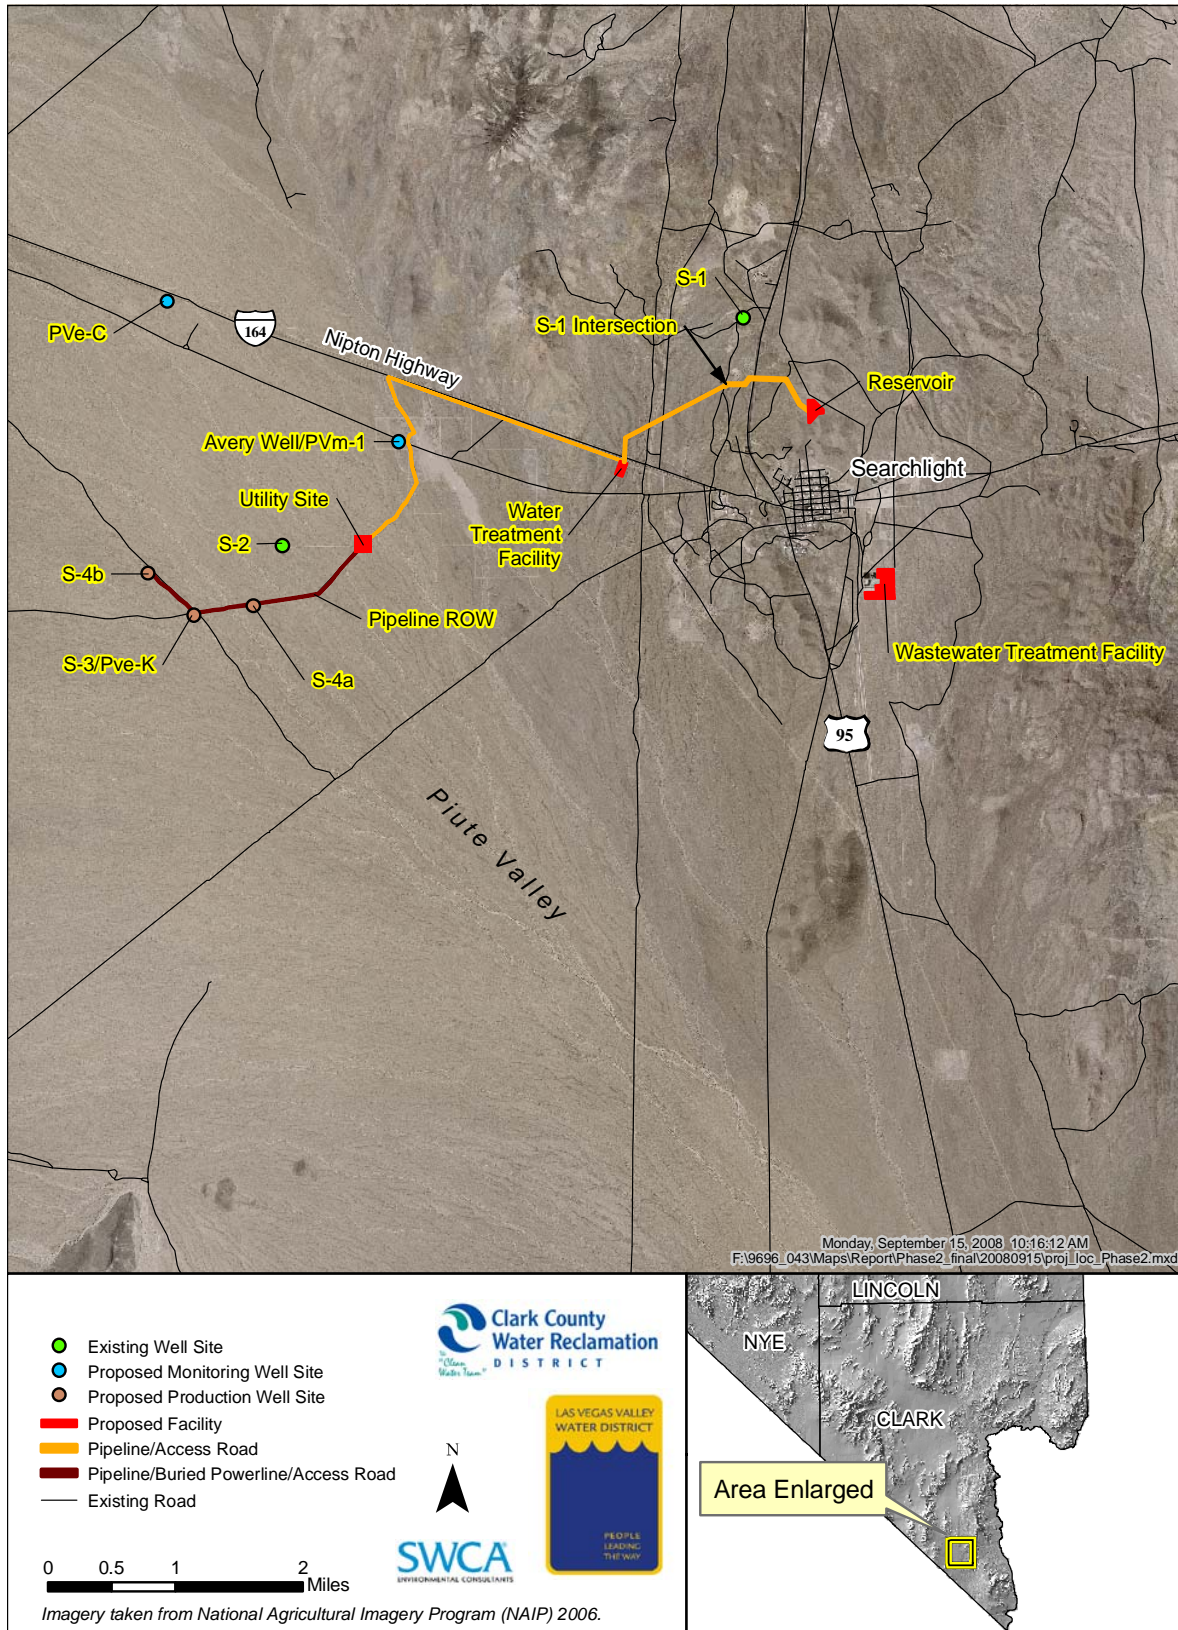 S-1
S-1 Intersection
PVe-C
164
Nipton Highway
Reservoir
Avery Well/PVm-1
Searchlight
Utility Site
Water
Treatment
Facility
S-2
S-4b
Pipeline ROW
S-3/Pve-K
S-4a
Wastewater Treatment Facility
95
Piute Valley
Monday, September 15, 2008 10:16:12 AM
F:\9696_043\Maps\Report\Phase2_final\20080915\proj_loc_Phase2.mxd
Existing Well Site
Proposed Monitoring Well Site
Proposed Production Well Site
Proposed Facility
Pipeline/Access Road
Pipeline/Buried Powerline/Access Road
Existing Road
0 0.5 1 2
Miles
Imagery taken from National Agricultural Imagery Program (NAIP) 2006.
Clark County
Water Reclamation
DISTRICT
"Clean
Water Team"
N
LAS VEGAS VALLEY
WATER DISTRICT
PEOPLE
LEADING
THE WAY
SWCA
ENVIRONMENTAL CONSULTANTS
LINCOLN
NYE
CLARK
Area Enlarged